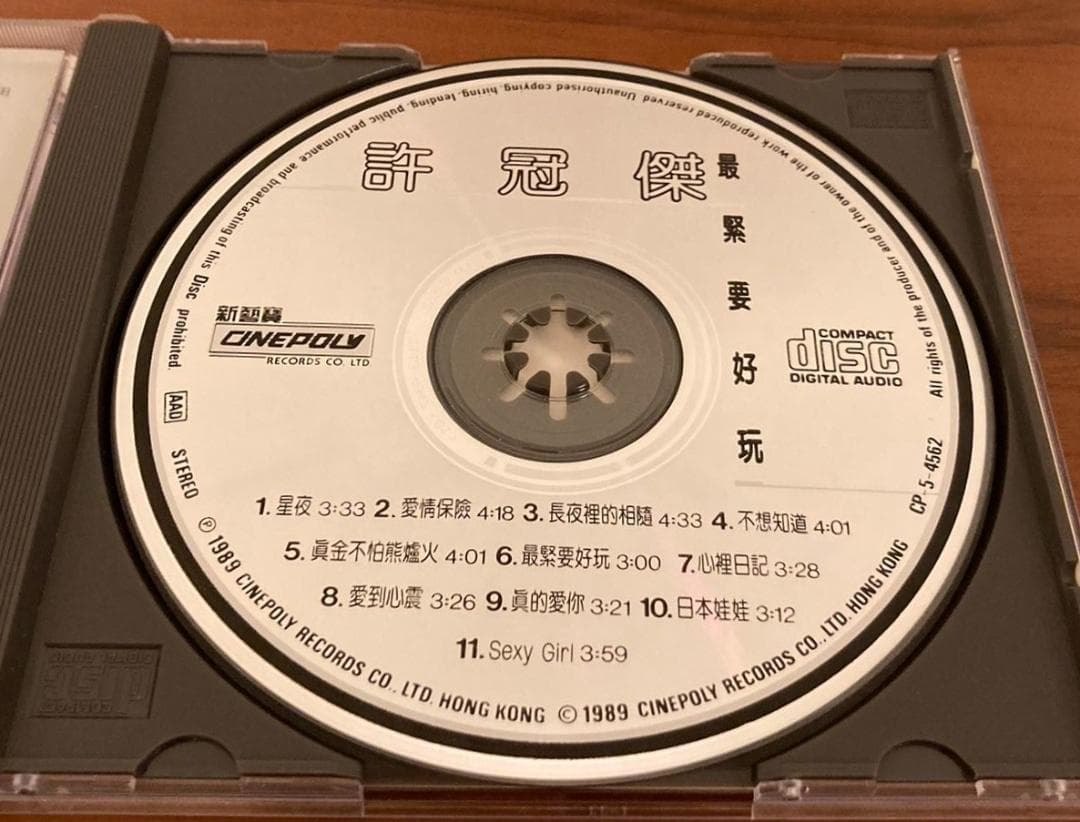 許冠傑
最緊要好玩
新藝寶
CINEPOLY
RECORDS CO. LTD
COMPACT
disc
DIGITAL AUDIO
1.星夜 3:33 2.愛情保險 4:18 3.長夜裡的相隨 4:33 4.不想知道 4:01
5.眞金不怕熊爐火 4:01 6.最緊要好玩 3:00 7.心裡日記 3:28
8.愛到心震 3:26 9.眞的愛你 3:21 10.日本娃娃 3:12
11.Sexy Girl 3:59
AAD
STEREO
℗ 1989 CINEPOLY RECORDS CO., LTD. HONG KONG © 1989 CINEPOLY RECORDS CO., LTD. HONG KONG
CP-5-4562
All rights of the producer and of the owner of the work reproduced reserved Unauthorised copying, hiring, lending, public performance and broadcasting of this Disc prohibited.